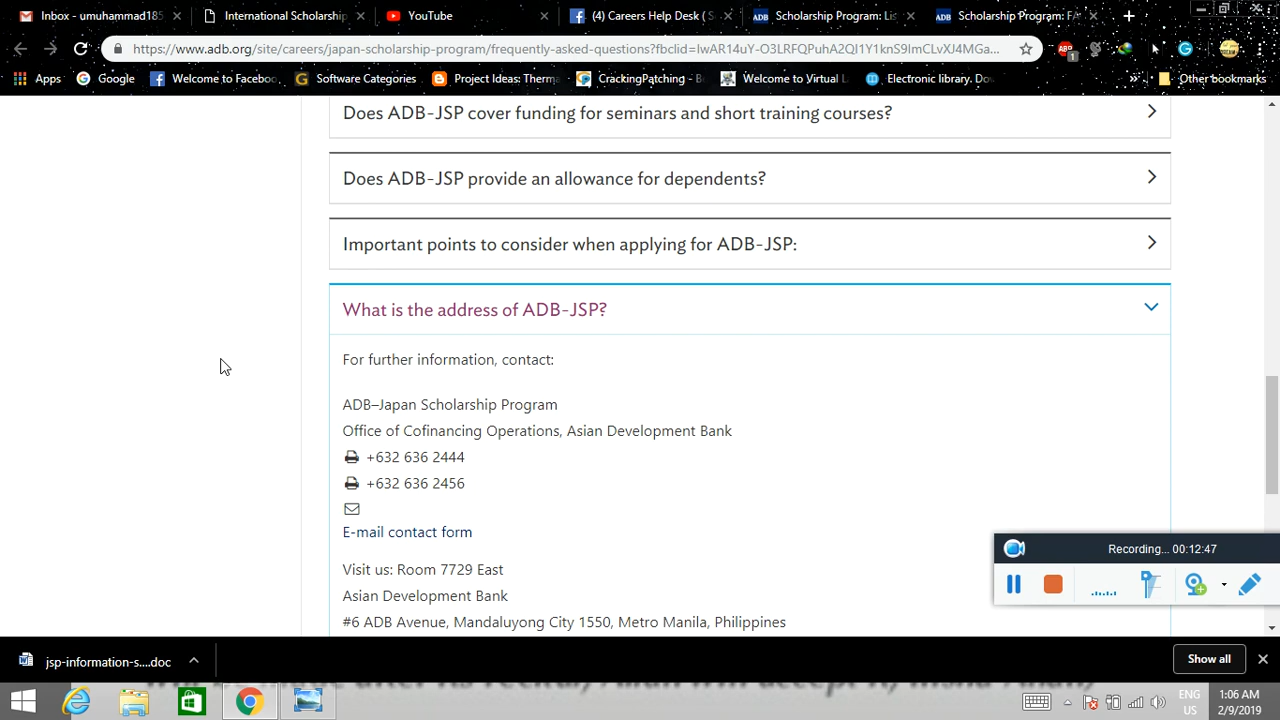 Inbox - umuhammad185
International Scholarship
YouTube
(4) Careers Help Desk ( S
Scholarship Program: Lis
Scholarship Program: FA
https://www.adb.org/site/careers/japan-scholarship-program/frequently-asked-questions?fbclid=IwAR14uY-O3LRFQPUhA2QI1Y1knS9ImCLvXJ4MGa...
Apps
Google
Welcome to Faceboo
Software Categories
Project Ideas: Therma
CrackingPatching - B
Welcome to Virtual L
Electronic library. Do
Other bookmarks
Does ADB-JSP cover funding for seminars and short training courses?
Does ADB-JSP provide an allowance for dependents?
Important points to consider when applying for ADB-JSP:
What is the address of ADB-JSP?
For further information, contact:
ADB–Japan Scholarship Program
Office of Cofinancing Operations, Asian Development Bank
+632 636 2444
+632 636 2456
E-mail contact form
Visit us: Room 7729 East
Asian Development Bank
#6 ADB Avenue, Mandaluyong City 1550, Metro Manila, Philippines
Recording... 00:12:47
jsp-information-s....doc
Show all
ENG
US
1:06 AM
2/9/2019